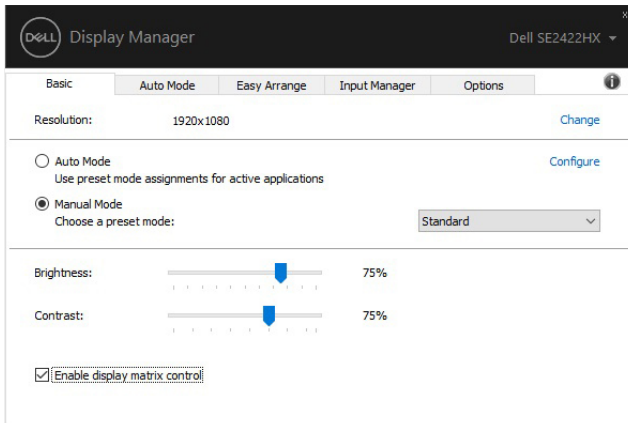 DELL Display Manager Dell SE2422HX
Basic Auto Mode Easy Arrange Input Manager Options
Resolution: 1920x1080 Change
Auto Mode Configure
Use preset mode assignments for active applications
Manual Mode
Choose a preset mode: Standard
Brightness: 75%
Contrast: 75%
Enable display matrix control